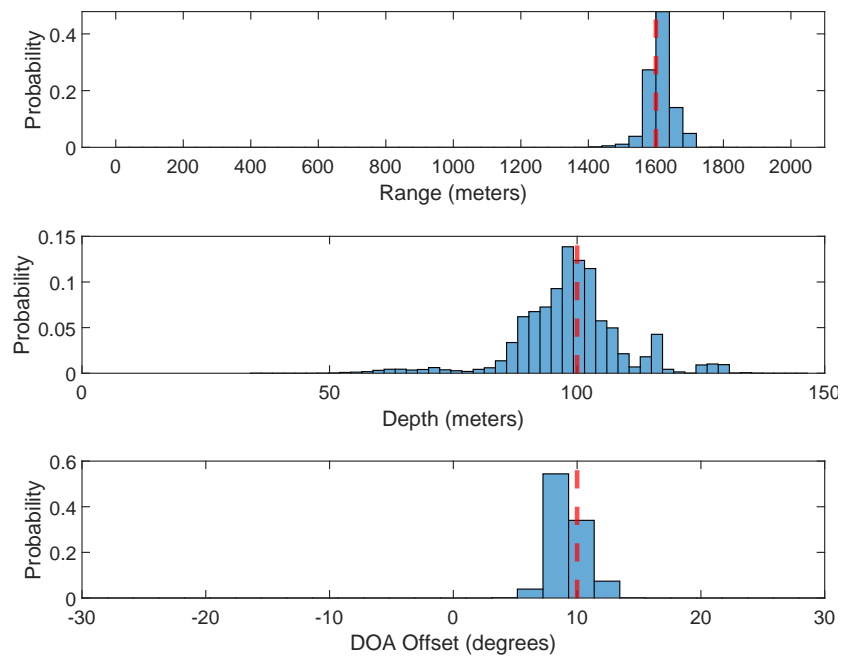 0.4
0.2
0
Probability
0 200 400 600 800 1000 1200 1400 1600 1800 2000
Range (meters)
0.15
0.1
0.05
0
Probability
0 50 100 150
Depth (meters)
0.6
0.4
0.2
0
Probability
-30 -20 -10 0 10 20 30
DOA Offset (degrees)